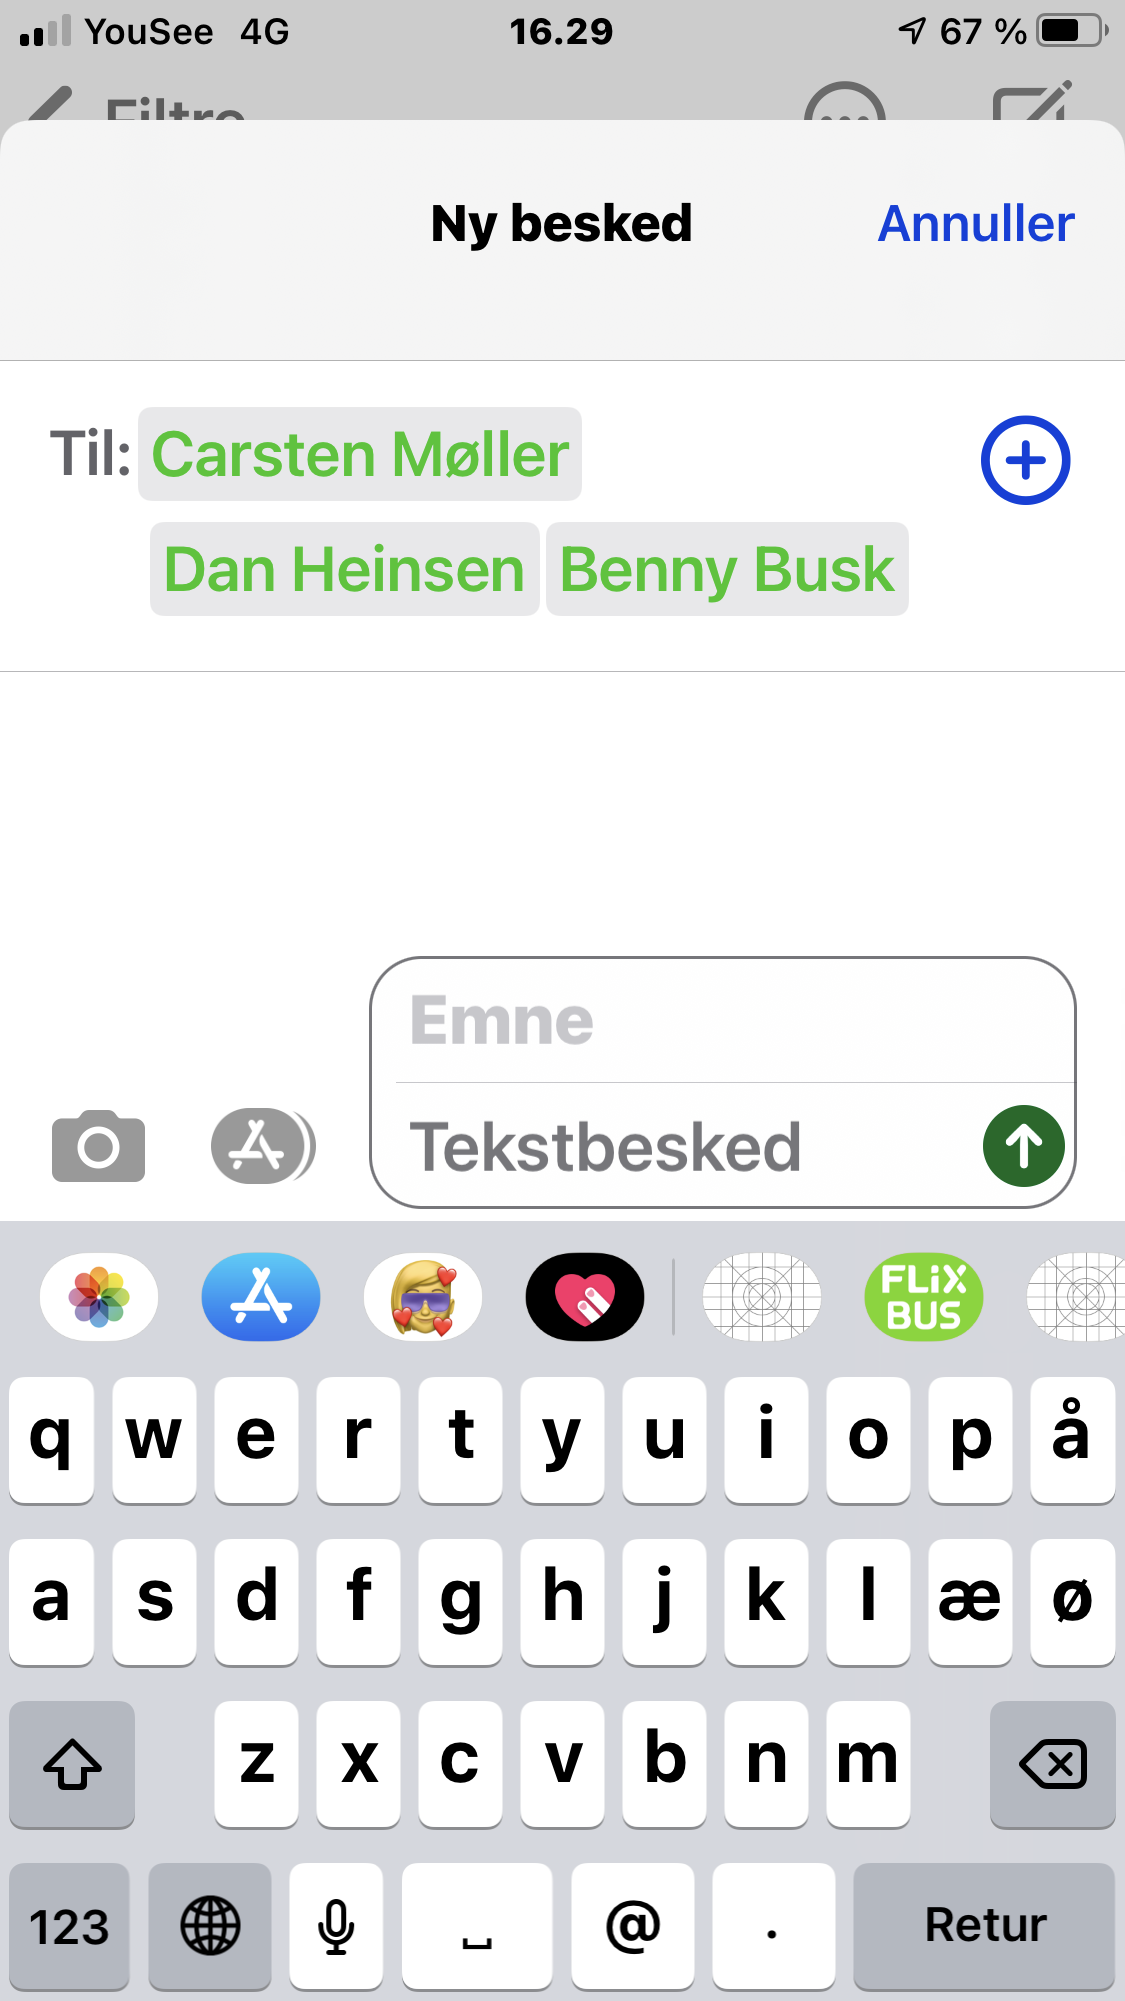 YouSee 4G 16.29 67 %
Filtre
Ny besked Annuller
Til: Carsten Møller
Dan Heinsen Benny Busk
Emne
Tekstbesked
FLiX
BUS
q w e r t y u i o p å
a s d f g h j k l æ ø
z x c v b n m
123 @ . Retur